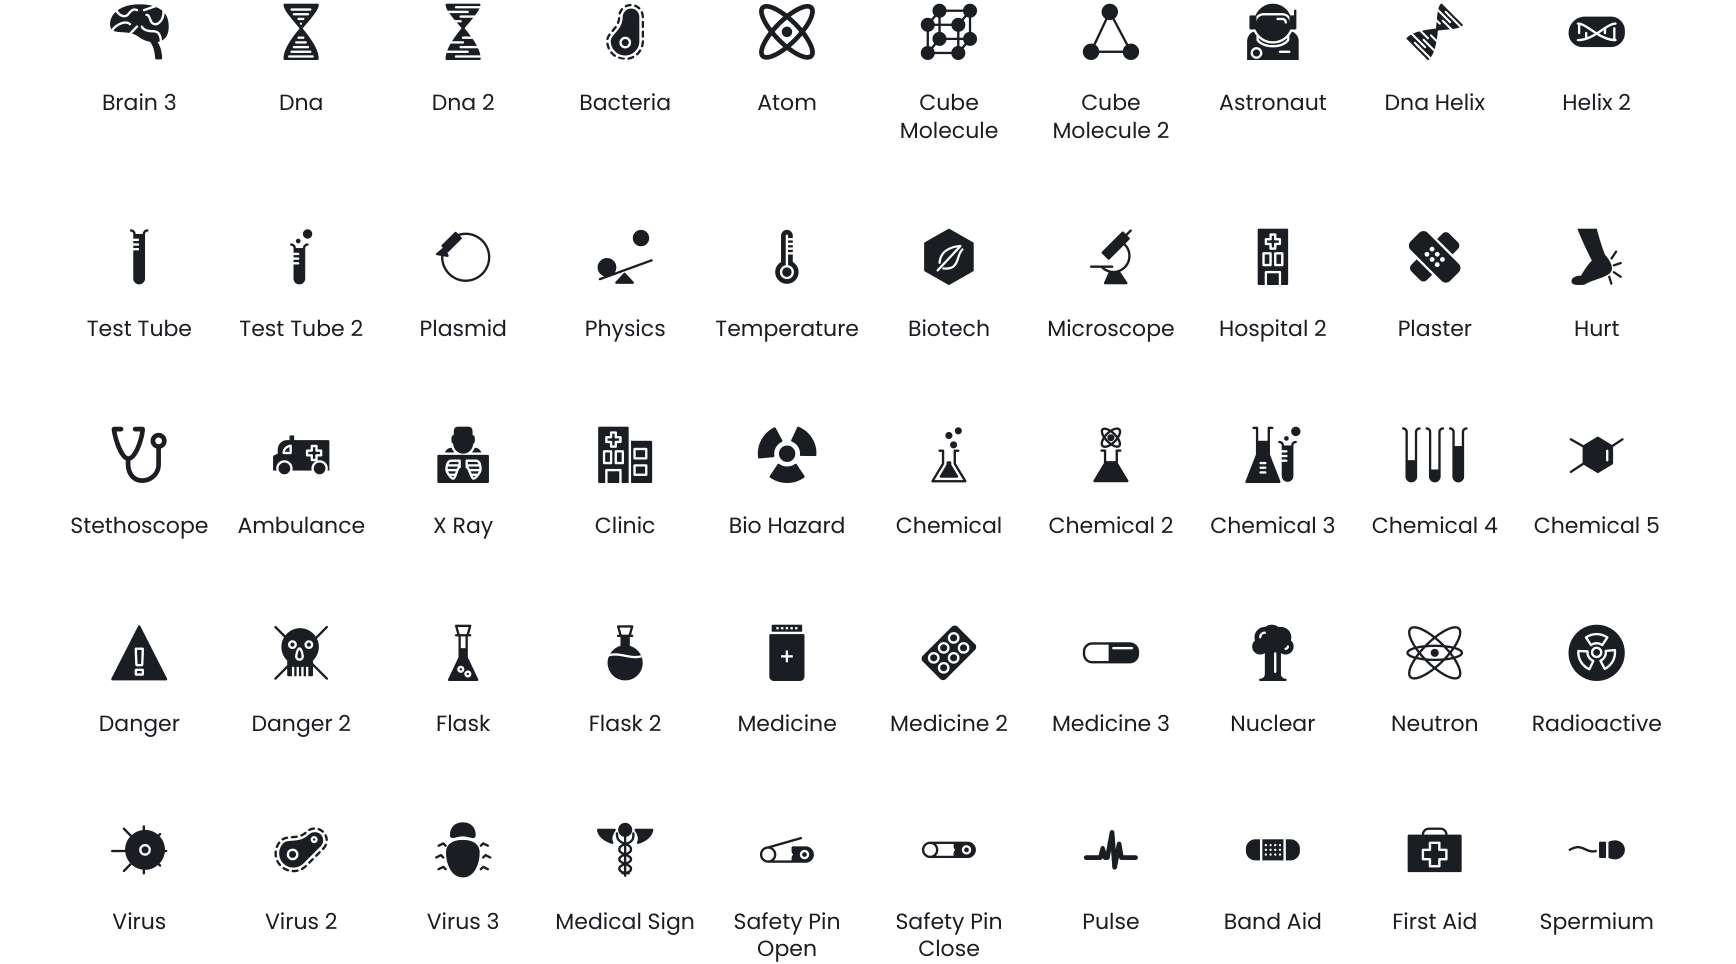 Brain 3
Dna
Dna 2
Bacteria
Atom
Cube
Molecule
Cube
Molecule 2
Astronaut
Dna Helix
Helix 2
Test Tube
Test Tube 2
Plasmid
Physics
Temperature
Biotech
Microscope
Hospital 2
Plaster
Hurt
Stethoscope
Ambulance
X Ray
Clinic
Bio Hazard
Chemical
Chemical 2
Chemical 3
Chemical 4
Chemical 5
Danger
Danger 2
Flask
Flask 2
Medicine
Medicine 2
Medicine 3
Nuclear
Neutron
Radioactive
Virus
Virus 2
Virus 3
Medical Sign
Safety Pin
Open
Safety Pin
Close
Pulse
Band Aid
First Aid
Spermium